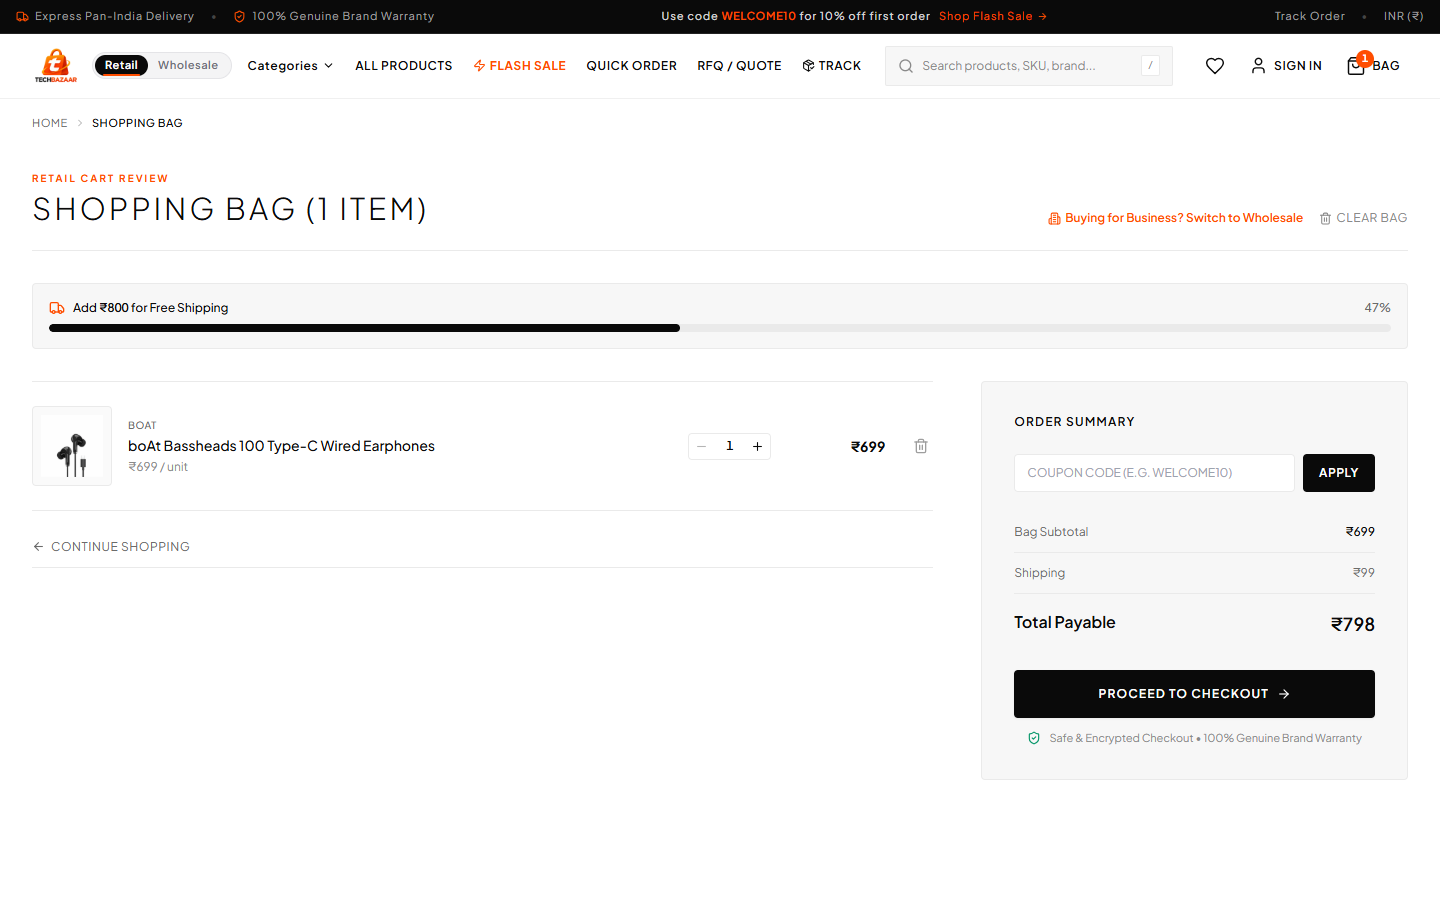 Express Pan-India Delivery • 100% Genuine Brand Warranty
Use code WELCOME10 for 10% off first order Shop Flash Sale →
Track Order • INR (₹)
TECHBAZAAR
Retail Wholesale
Categories
ALL PRODUCTS
FLASH SALE
QUICK ORDER
RFQ / QUOTE
TRACK
Search products, SKU, brand... /
SIGN IN
1
BAG
HOME > SHOPPING BAG
RETAIL CART REVIEW
SHOPPING BAG (1 ITEM)
Buying for Business? Switch to Wholesale
CLEAR BAG
Add ₹800 for Free Shipping
47%
BOAT
boAt Bassheads 100 Type-C Wired Earphones
₹699 / unit
− 1 +
₹699
← CONTINUE SHOPPING
ORDER SUMMARY
COUPON CODE (E.G. WELCOME10)
APPLY
Bag Subtotal ₹699
Shipping ₹99
Total Payable ₹798
PROCEED TO CHECKOUT →
Safe & Encrypted Checkout • 100% Genuine Brand Warranty